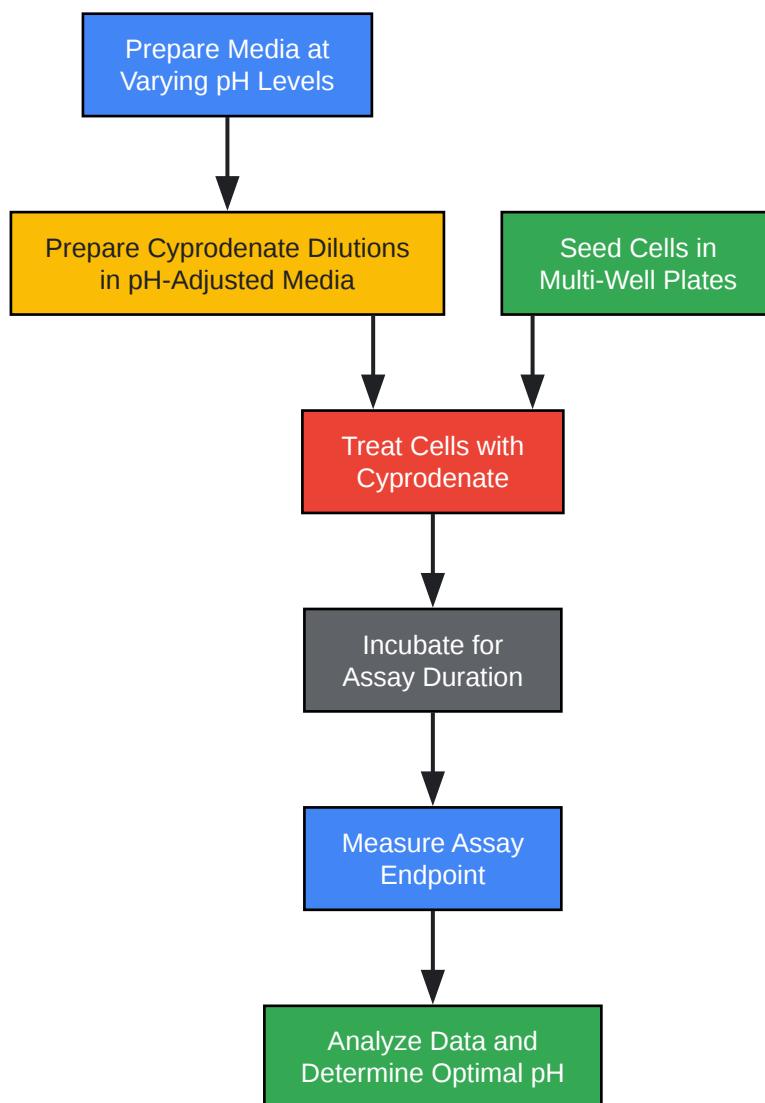 Prepare Media at
Varying pH Levels
Prepare Cyprodenate Dilutions
in pH-Adjusted Media
Seed Cells in
Multi-Well Plates
Treat Cells with
Cyprodenate
Incubate for
Assay Duration
Measure Assay
Endpoint
Analyze Data and
Determine Optimal pH